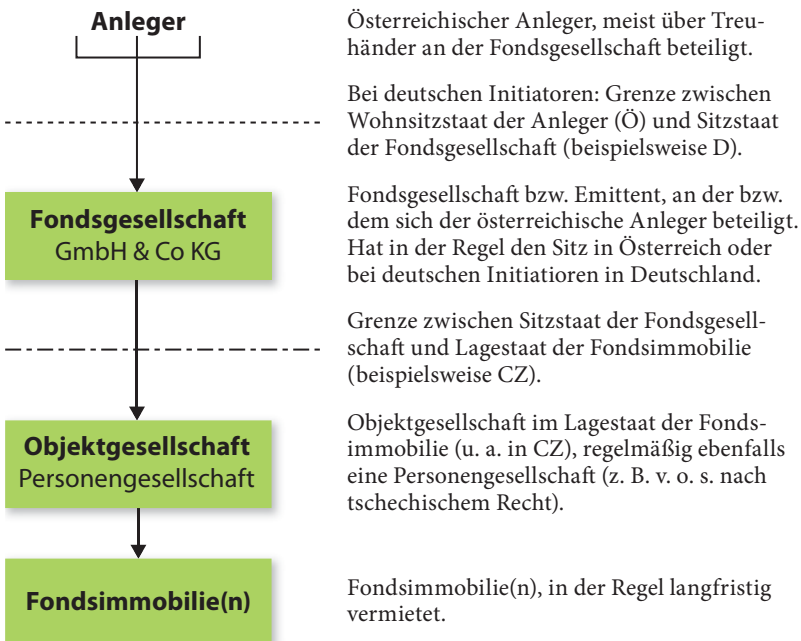 Anleger
Österreichischer Anleger, meist über Treu-
händer an der Fondsgesellschaft beteiligt.
Bei deutschen Initiatoren: Grenze zwischen
Wohnsitzstaat der Anleger (Ö) und Sitzstaat
der Fondsgesellschaft (beispielsweise D).
Fondsgesellschaft
GmbH & Co KG
Fondsgesellschaft bzw. Emittent, an der bzw.
dem sich der österreichische Anleger beteiligt.
Hat in der Regel den Sitz in Österreich oder
bei deutschen Initiatioren in Deutschland.
Grenze zwischen Sitzstaat der Fondsgesell-
schaft und Lagestaat der Fondsimmobilie
(beispielsweise CZ).
Objektgesellschaft
Personengesellschaft
Objektgesellschaft im Lagestaat der Fonds-
immobilie (u. a. in CZ), regelmäßig ebenfalls
eine Personengesellschaft (z. B. v. o. s. nach
tschechischem Recht).
Fondsimmobilie(n)
Fondsimmobilie(n), in der Regel langfristig
vermietet.